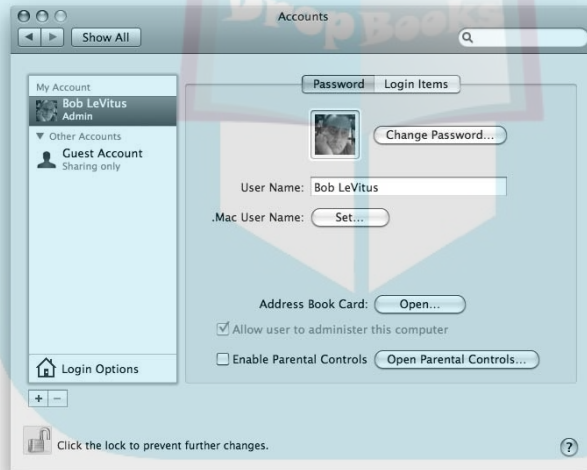 Drop Books
Accounts
Show All
My Account
Bob LeVitus
Admin
Other Accounts
Guest Account
Sharing only
Login Options
+ −
Password Login Items
Change Password...
User Name: Bob LeVitus
.Mac User Name: Set...
Address Book Card: Open...
Allow user to administer this computer
Enable Parental Controls Open Parental Controls...
Click the lock to prevent further changes.
?